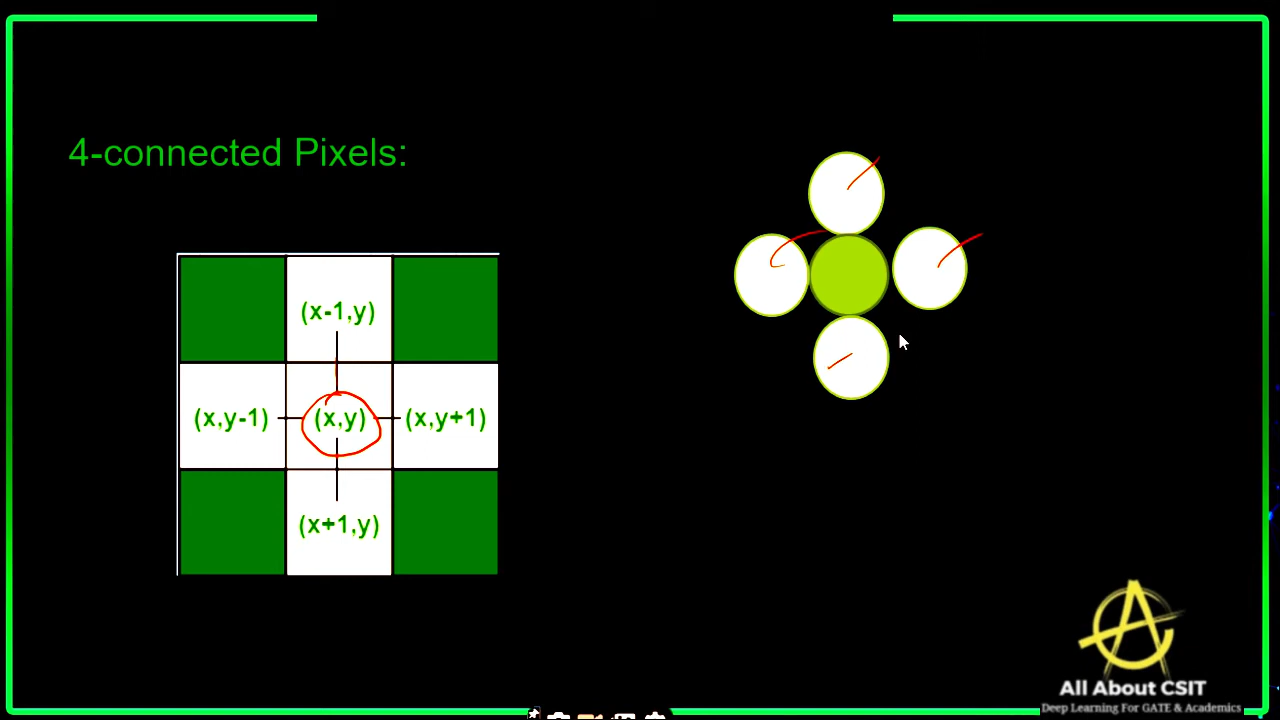 4-connected Pixels:
(x-1,y)
(x,y-1) (x,y) (x,y+1)
(x+1,y)
All About CSIT
Deep Learning For GATE & Academics